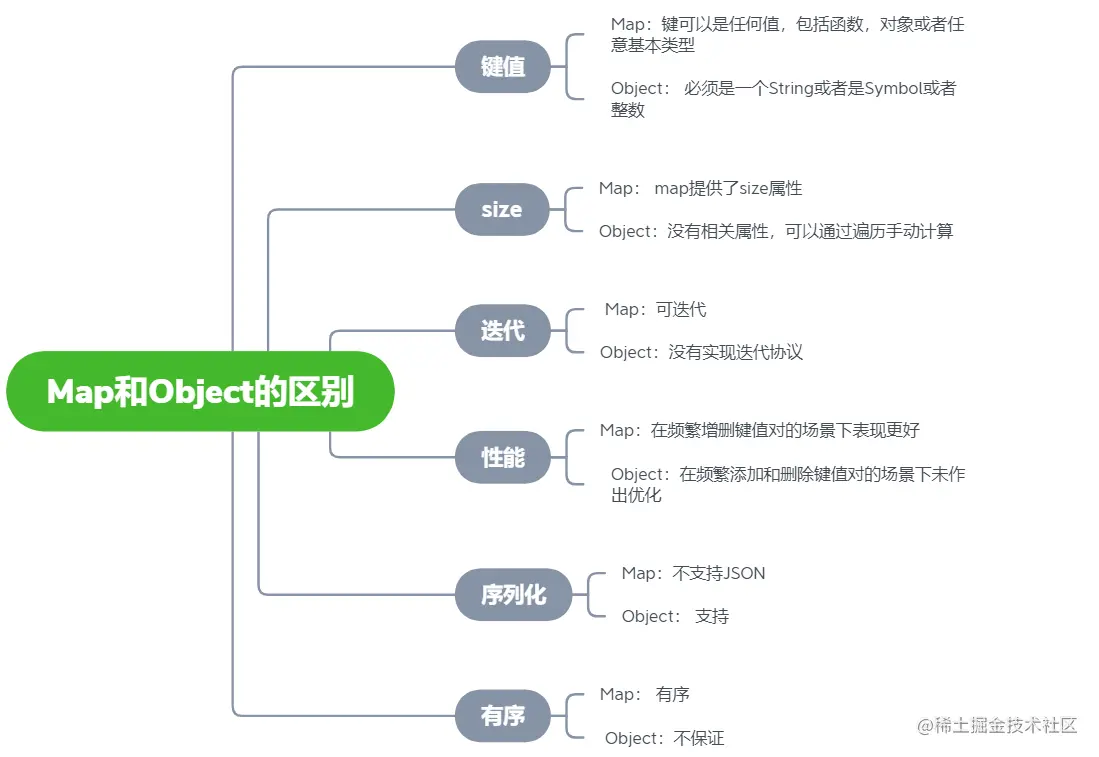 Map和Object的区别
键值
Map：键可以是任何值，包括函数，对象或者任
意基本类型
Object： 必须是一个String或者是Symbol或者
整数
size
Map： map提供了size属性
Object：没有相关属性，可以通过遍历手动计算
迭代
Map：可迭代
Object：没有实现迭代协议
性能
Map：在频繁增删键值对的场景下表现更好
Object：在频繁添加和删除键值对的场景下未作
出优化
序列化
Map：不支持JSON
Object： 支持
有序
Map： 有序
Object：不保证
@稀土掘金技术社区